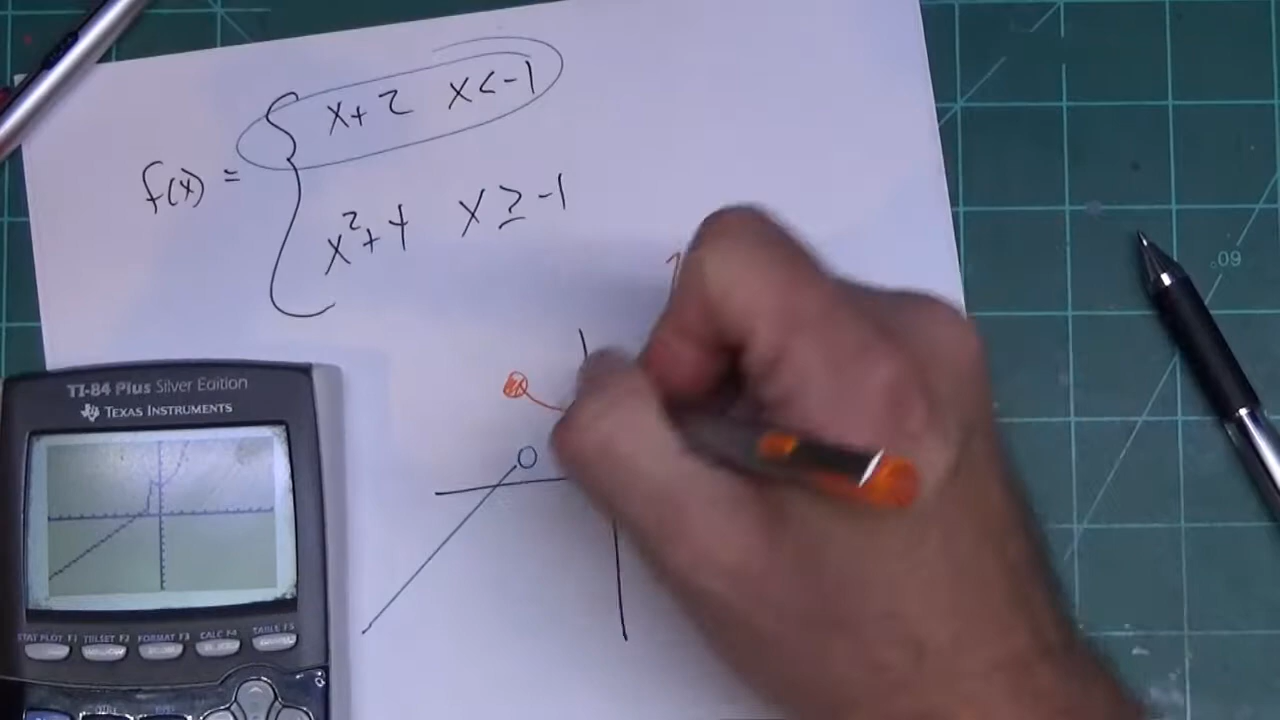 x+2 x<-1
f(x) =
x²+4 x≥-1
TI-84 Plus Silver Edition
TEXAS INSTRUMENTS
STAT PLOT F1 TBLSET F2 FORMAT F3 CALC F4 TABLE F5
60